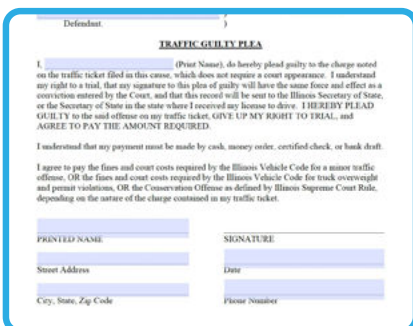 Defendant. )
TRAFFIC GUILTY PLEA
I, (Print Name), do hereby plead guilty to the charge noted
on the traffic ticket filed in this cause, which does not require a court appearance. I understand
my right to a trial, that my signature to this plea of guilty will have the same force and effect as a
conviction entered by the Court, and that this record will be sent to the Illinois Secretary of State,
or the Secretary of State in the state where I received my license to drive. I HEREBY PLEAD
GUILTY to the said offense on my traffic ticket, GIVE UP MY RIGHT TO TRIAL, and
AGREE TO PAY THE AMOUNT REQUIRED.
I understand that my payment must be made by cash, money order, certified check, or bank draft.
I agree to pay the fines and court costs required by the Illinois Vehicle Code for a minor traffic
offense, OR the fines and court costs required by the Illinois Vehicle Code for truck overweight
and permit violations, OR the Conservation Offense as defined by Illinois Supreme Court Rule,
depending on the nature of the charge contained in my traffic ticket.
PRINTED NAME SIGNATURE
Street Address Date
City, State, Zip Code Phone Number